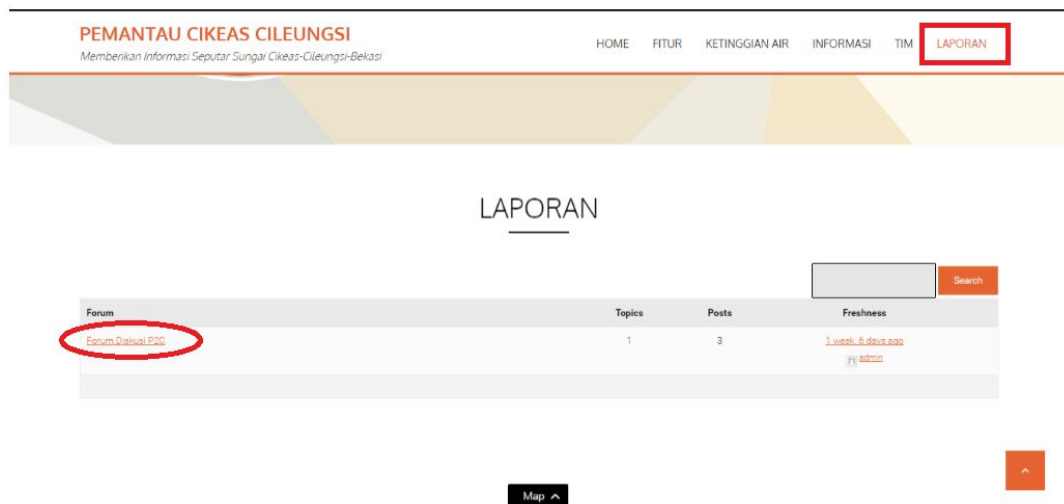 PEMANTAU CIKEAS CILEUNGSI
Memberikan Informasi Seputar Sungai Cikeas-Cileungsi-Bekasi
HOME FITUR KETINGGIAN AIR INFORMASI TIM LAPORAN
LAPORAN
Search
Forum Topics Posts Freshness
Forum Diskusi P2C 1 3 1 week, 6 days ago
admin
Map